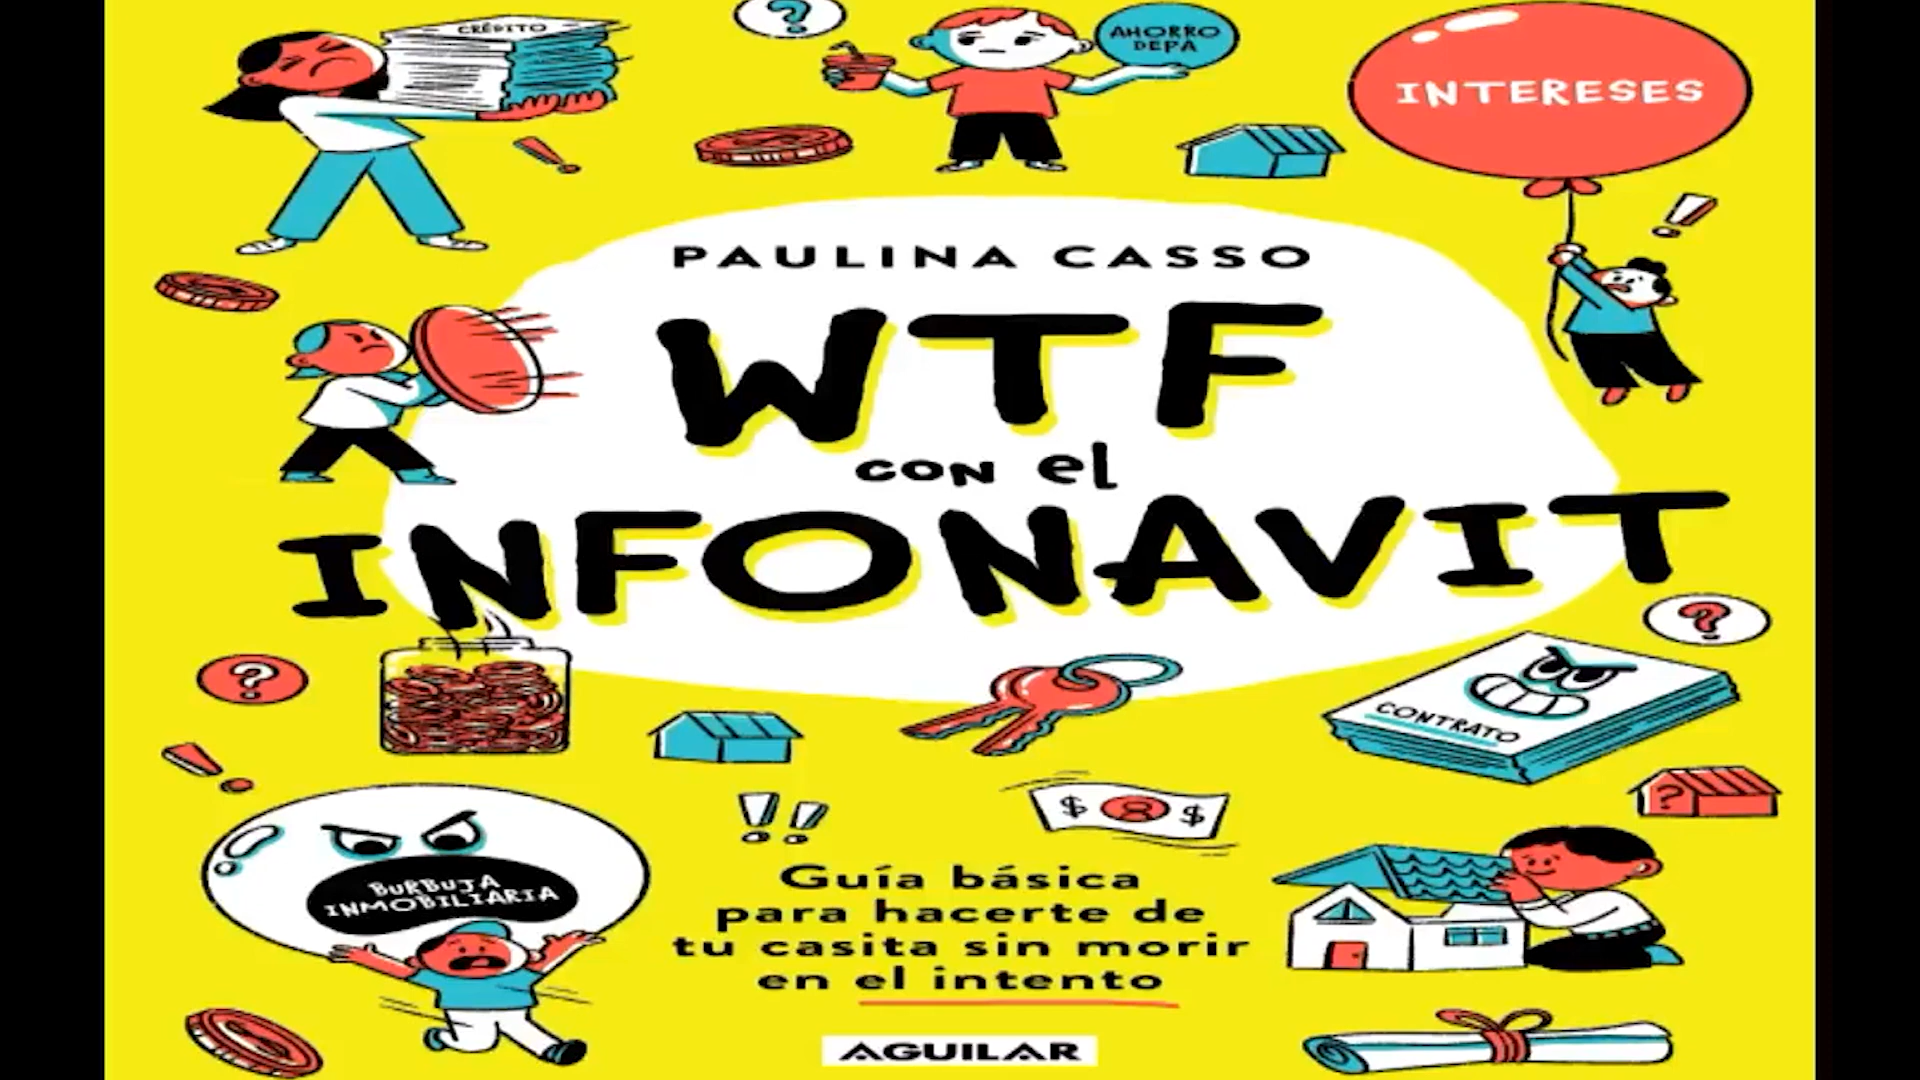 CRÉDITO
?
AHORRO
DEPA
INTERESES
!
!
PAULINA CASSO
WTF
con el
INFONAVIT
?
?
CONTRATO
!
?
!!
$ $
BURBUJA
INMOBILIARIA
Guía básica
para hacerte de
tu casita sin morir
en el intento
AGUILAR